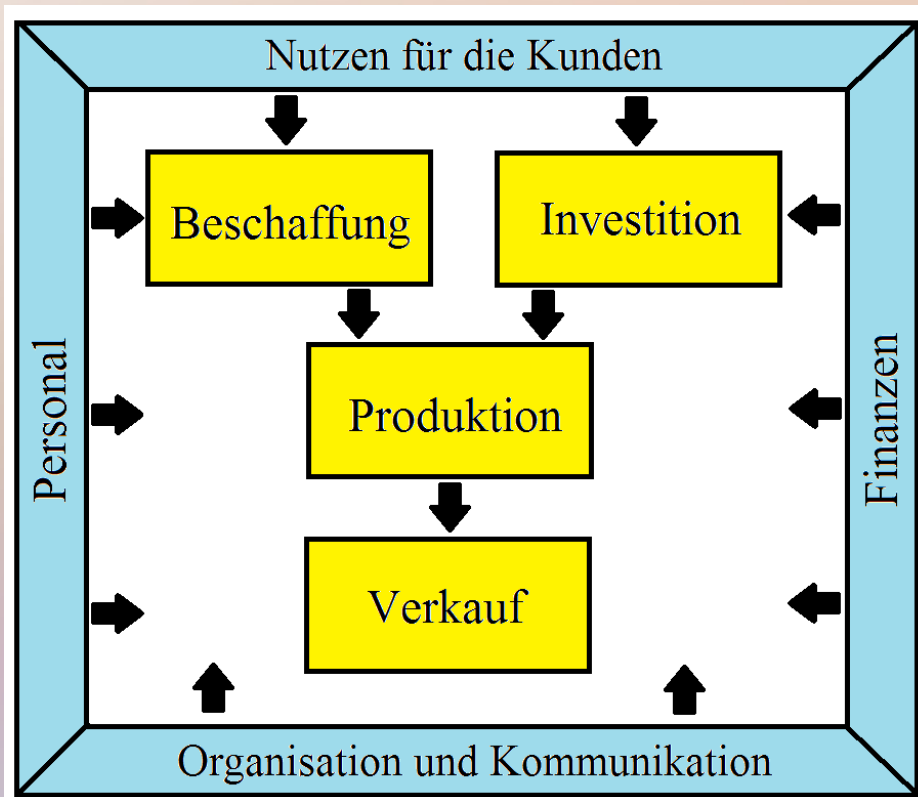 Nutzen für die Kunden
Beschaffung
Investition
Personal
Produktion
Finanzen
Verkauf
Organisation und Kommunikation